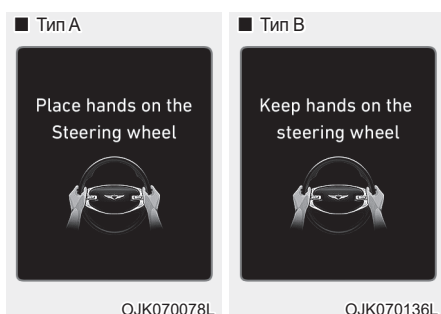 ■ Тип A
Place hands on the
Steering wheel
OJK070078L
■ Тип B
Keep hands on the
steering wheel
OJK070136L